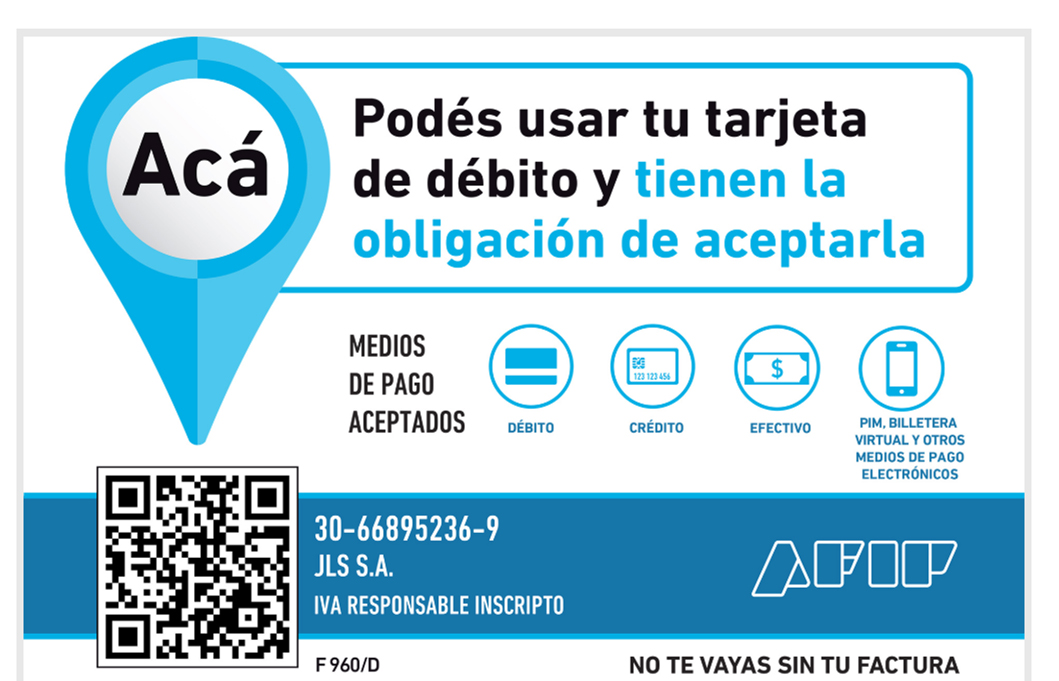 Acá
Podés usar tu tarjeta
de débito y tienen la
obligación de aceptarla
MEDIOS
DE PAGO
ACEPTADOS
DÉBITO
123 123 456
CRÉDITO
$
EFECTIVO
PIM, BILLETERA
VIRTUAL Y OTROS
MEDIOS DE PAGO
ELECTRÓNICOS
30-66895236-9
JLS S.A.
IVA RESPONSABLE INSCRIPTO
AFIP
F 960/D
NO TE VAYAS SIN TU FACTURA